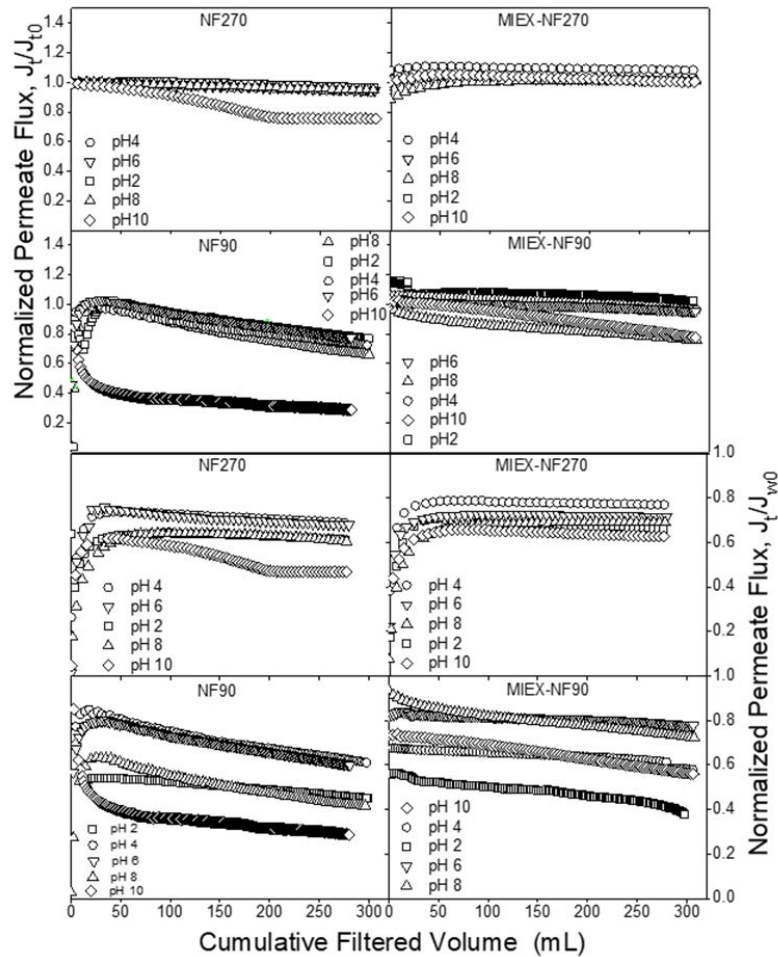 NF270
MIEX-NF270
1.4
1.2
1.0
0.8
0.6
0.4
0.2
pH4
pH6
pH2
pH8
pH10
pH4
pH6
pH8
pH2
pH10
Normalized Permeate Flux, Jt/Jt0
NF90
MIEX-NF90
1.4
1.2
1.0
0.8
0.6
0.4
0.2
pH8
pH2
pH4
pH6
pH10
pH6
pH8
pH4
pH10
pH2
NF270
MIEX-NF270
1.0
0.8
0.6
0.4
0.2
1.0
pH 4
pH 6
pH 2
pH 8
pH 10
pH 4
pH 6
pH 8
pH 2
pH 10
Normalized Permeate Flux, Jt/Jw0
NF90
MIEX-NF90
0.8
0.6
0.4
0.2
0.0
pH 2
pH 4
pH 6
pH 8
pH 10
pH 10
pH 4
pH 2
pH 6
pH 8
0 50 100 150 200 250 300 50 100 150 200 250 300
Cumulative Filtered Volume (mL)